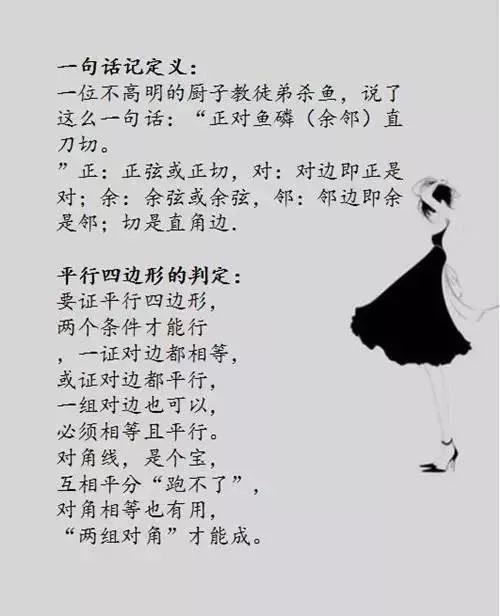 一句话记定义：
一位不高明的厨子教徒弟杀鱼，说了
这么一句话：“正对鱼磷（余邻）直
刀切。
”正：正弦或正切，对：对边即正是
对；余：余弦或余弦，邻：邻边即余
是邻；切是直角边.
平行四边形的判定：
要证平行四边形，
两个条件才能行
，一证对边都相等，
或证对边都平行，
一组对边也可以，
必须相等且平行。
对角线，是个宝，
互相平分“跑不了”，
对角相等也有用，
“两组对角”才能成。